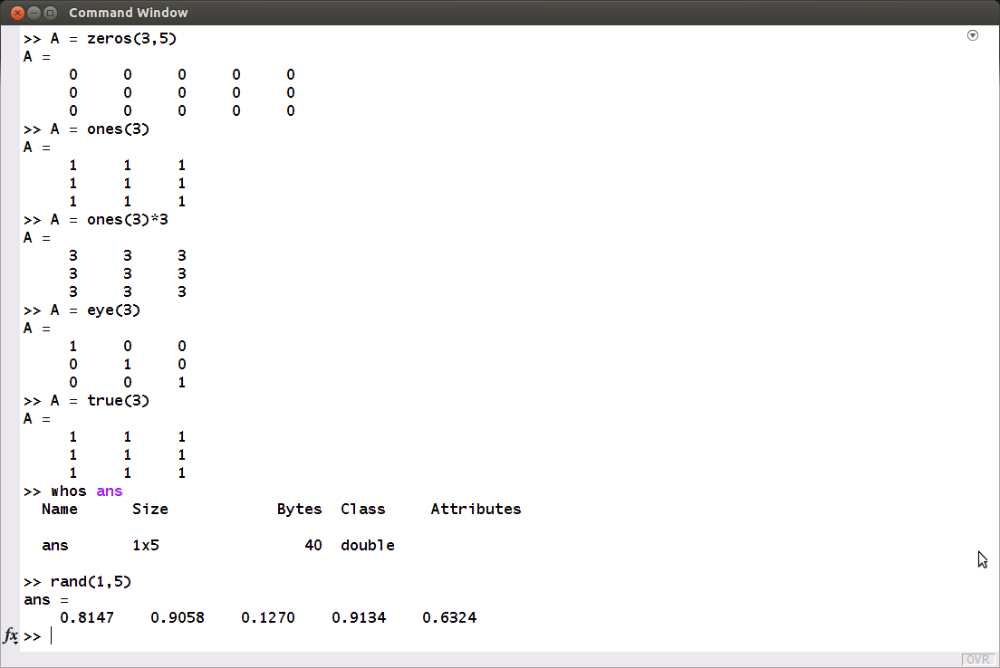 Command Window
>> A = zeros(3,5)
A =
     0     0     0     0     0
     0     0     0     0     0
     0     0     0     0     0
>> A = ones(3)
A =
     1     1     1
     1     1     1
     1     1     1
>> A = ones(3)*3
A =
     3     3     3
     3     3     3
     3     3     3
>> A = eye(3)
A =
     1     0     0
     0     1     0
     0     0     1
>> A = true(3)
A =
     1     1     1
     1     1     1
     1     1     1
>> whos ans
  Name      Size            Bytes  Class     Attributes
  ans       1x5                40  double
>> rand(1,5)
ans =
    0.8147    0.9058    0.1270    0.9134    0.6324
fx >>
OVR